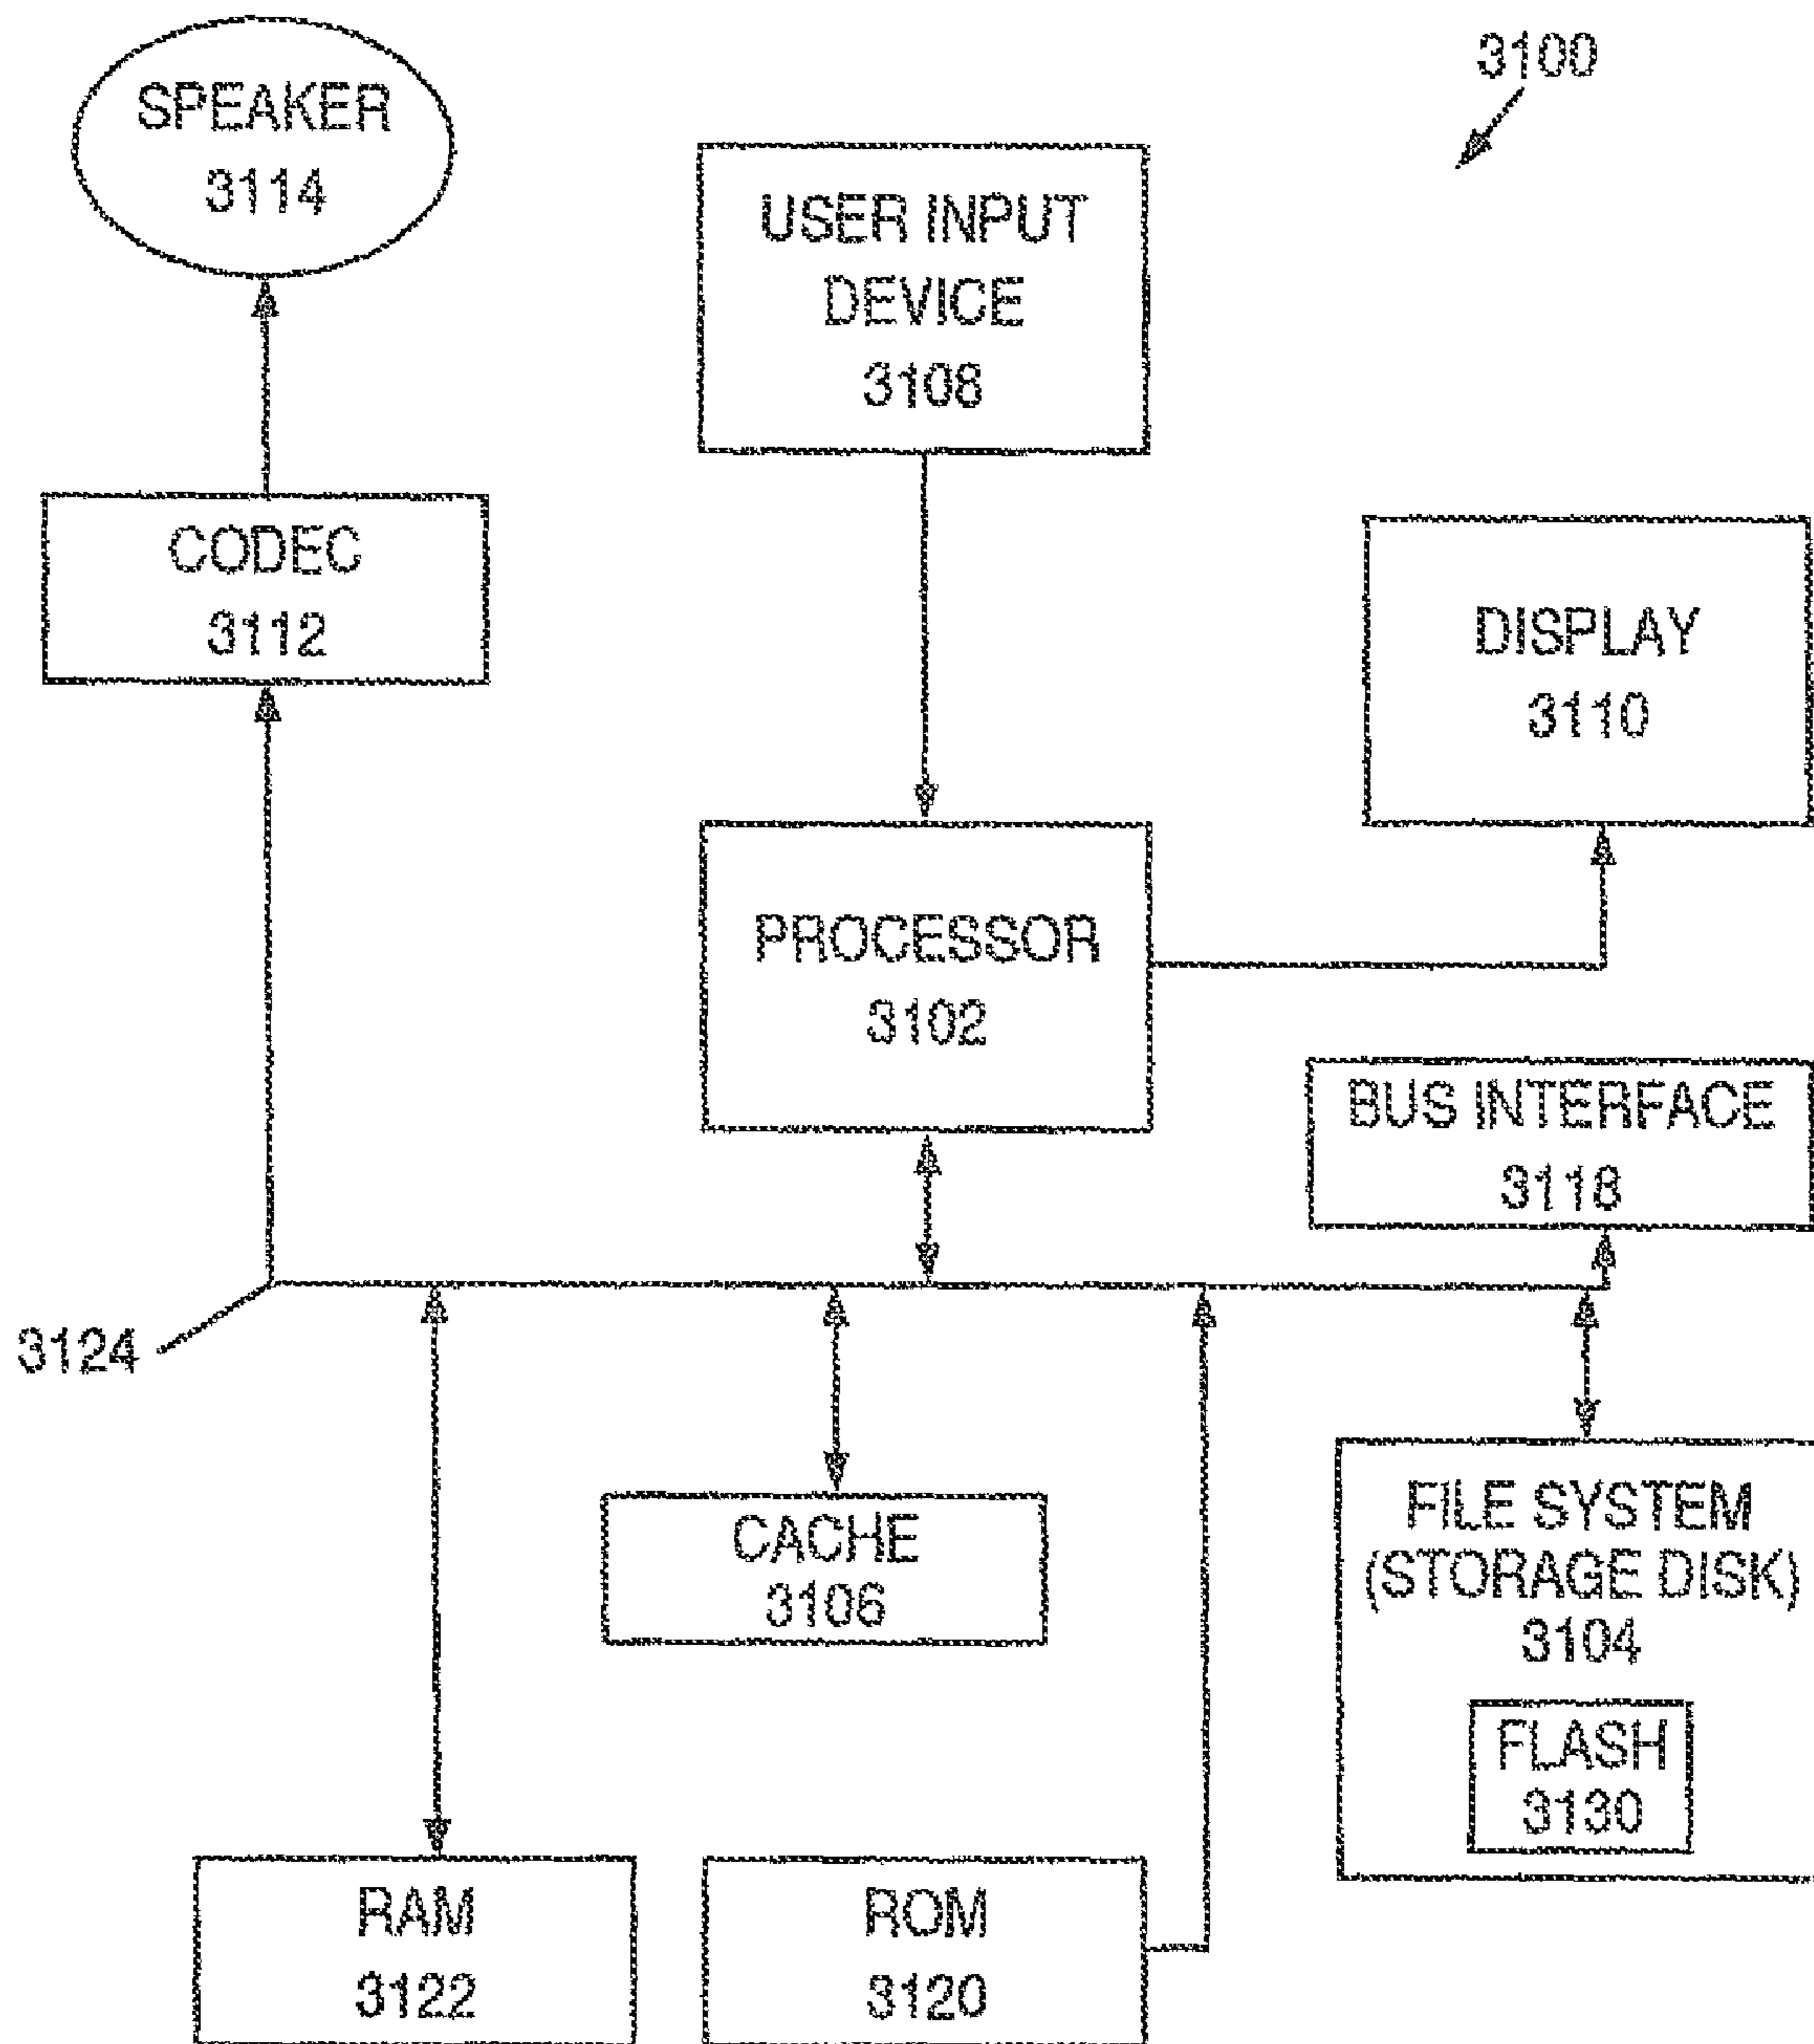 3100
SPEAKER
3114
USER INPUT
DEVICE
3108
CODEC
3112
DISPLAY
3110
PROCESSOR
3102
BUS INTERFACE
3118
3124
CACHE
3106
FILE SYSTEM
(STORAGE DISK)
3104
FLASH
3130
RAM
3122
ROM
3120